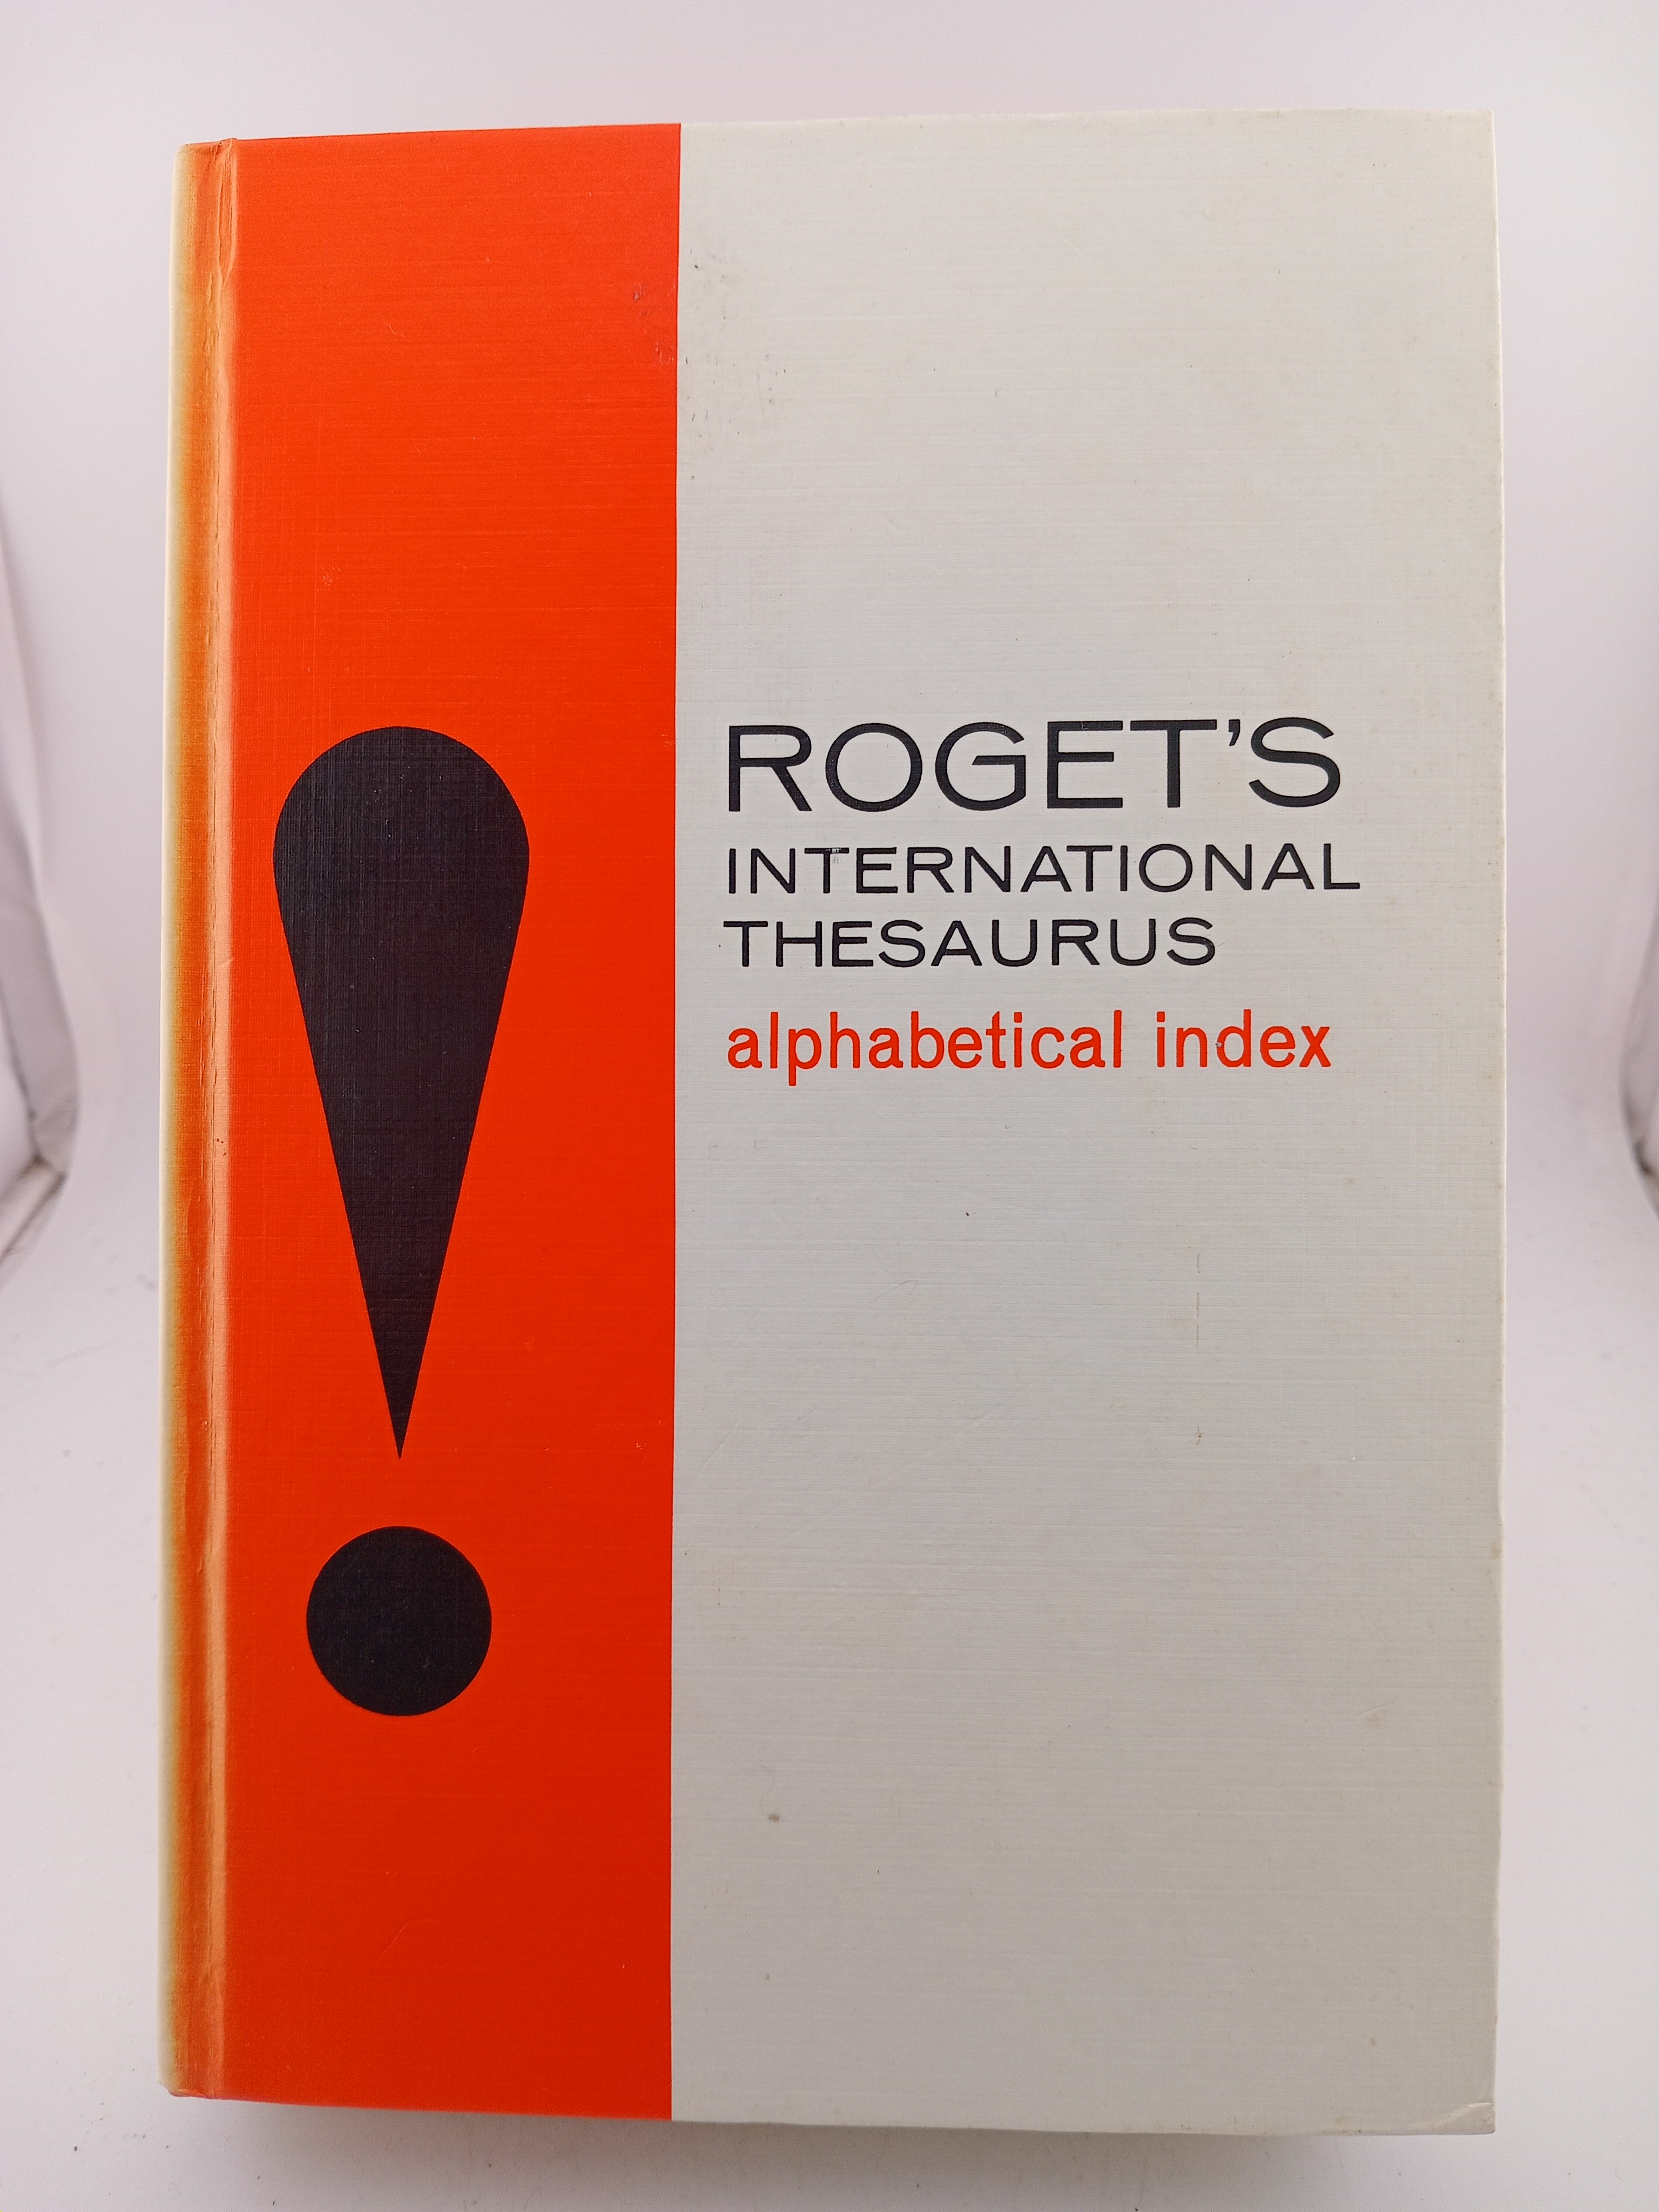 ROGET'S
INTERNATIONAL
THESAURUS
alphabetical index